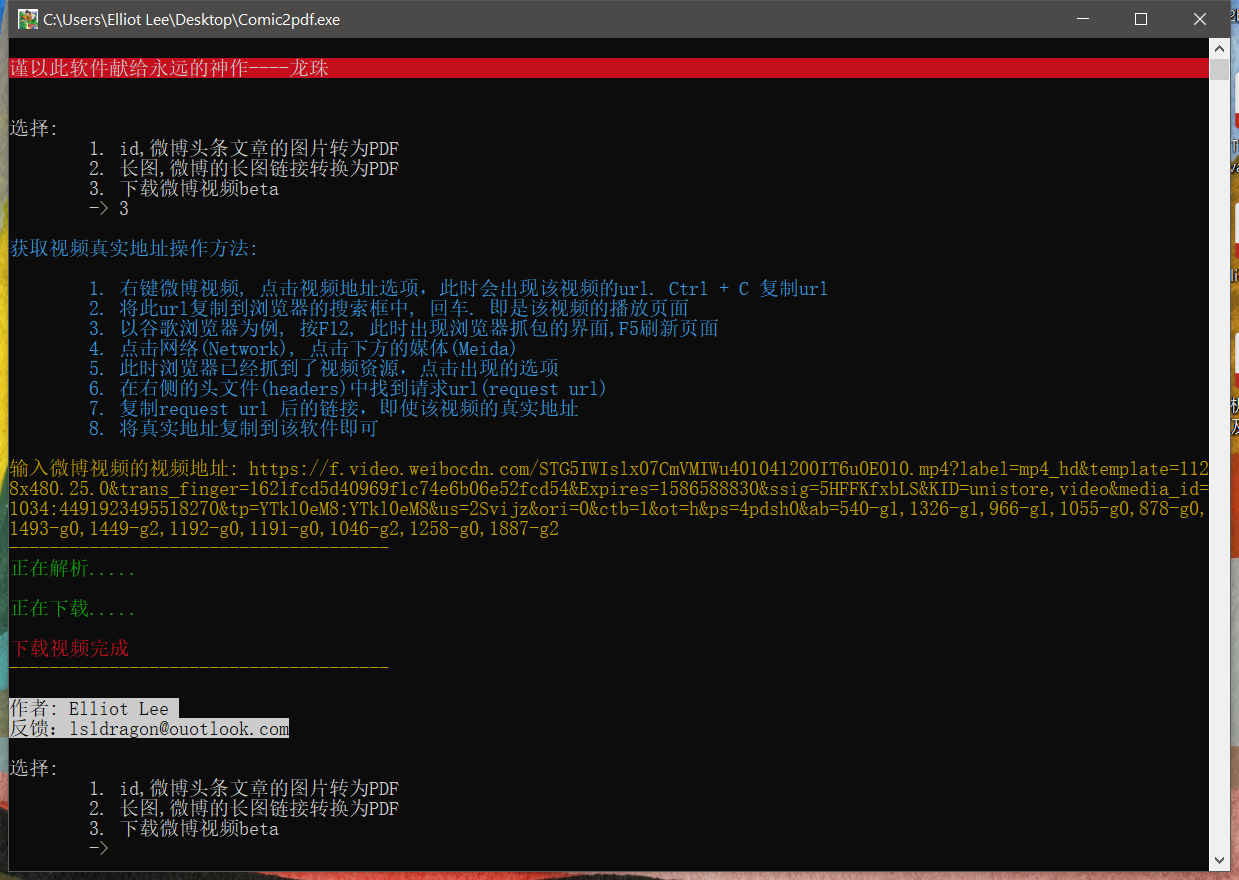 C:\Users\Elliot Lee\Desktop\Comic2pdf.exe
谨以此软件献给永远的神作----龙珠
选择:
1. id,微博头条文章的图片转为PDF
2. 长图,微博的长图链接转换为PDF
3. 下载微博视频beta
-> 3
获取视频真实地址操作方法:
1. 右键微博视频, 点击视频地址选项，此时会出现该视频的url. Ctrl + C 复制url
2. 将此url复制到浏览器的搜索框中, 回车. 即是该视频的播放页面
3. 以谷歌浏览器为例, 按F12, 此时出现浏览器抓包的界面,F5刷新页面
4. 点击网络(Network), 点击下方的媒体(Meida)
5. 此时浏览器已经抓到了视频资源，点击出现的选项
6. 在右侧的头文件(headers)中找到请求url(request url)
7. 复制request url 后的链接，即使该视频的真实地址
8. 将真实地址复制到该软件即可
输入微博视频的视频地址: https://f.video.weibocdn.com/STG5IWIslx07CmVMIWu401041200IT6u0E010.mp4?label=mp4_hd&template=112
8x480.25.0&trans_finger=1621fcd5d40969f1c74e6b06e52fcd54&Expires=1586588830&ssig=5HFFKfxbLS&KID=unistore,video&media_id=
1034:4491923495518270&tp=YTkl0eM8:YTkl0eM8&us=2Svijz&ori=0&ctb=1&ot=h&ps=4pdsh0&ab=540-g1,1326-g1,966-g1,1055-g0,878-g0,
1493-g0,1449-g2,1192-g0,1191-g0,1046-g2,1258-g0,1887-g2
--------------------------------------
正在解析.....
正在下载.....
下载视频完成
--------------------------------------
作者: Elliot Lee
反馈: lsldragon@ouotlook.com
选择:
1. id,微博头条文章的图片转为PDF
2. 长图,微博的长图链接转换为PDF
3. 下载微博视频beta
->